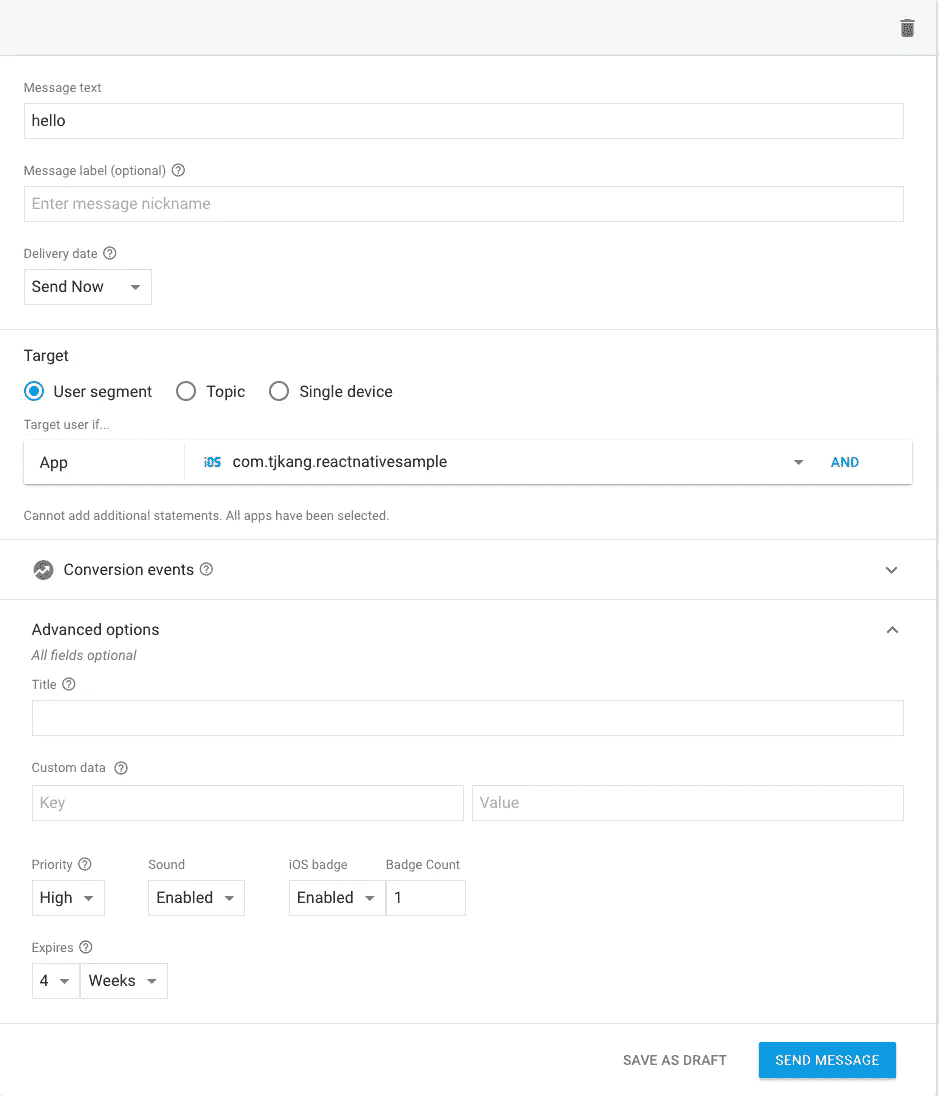 Message text
hello
Message label (optional)
Enter message nickname
Delivery date
Send Now
Target
User segment Topic Single device
Target user if...
App iOS com.tjkang.reactnativesample AND
Cannot add additional statements. All apps have been selected.
Conversion events
Advanced options
All fields optional
Title
Custom data
Key Value
Priority Sound iOS badge Badge Count
High Enabled Enabled 1
Expires
4 Weeks
SAVE AS DRAFT SEND MESSAGE